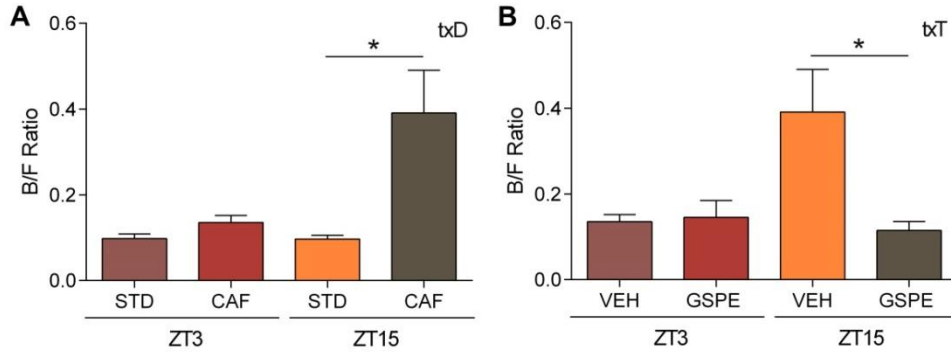 A
txD
B/F Ratio
0.6
0.4
0.2
0.0
*
STD CAF STD CAF
ZT3 ZT15
B
txT
B/F Ratio
0.6
0.4
0.2
0.0
*
VEH GSPE VEH GSPE
ZT3 ZT15